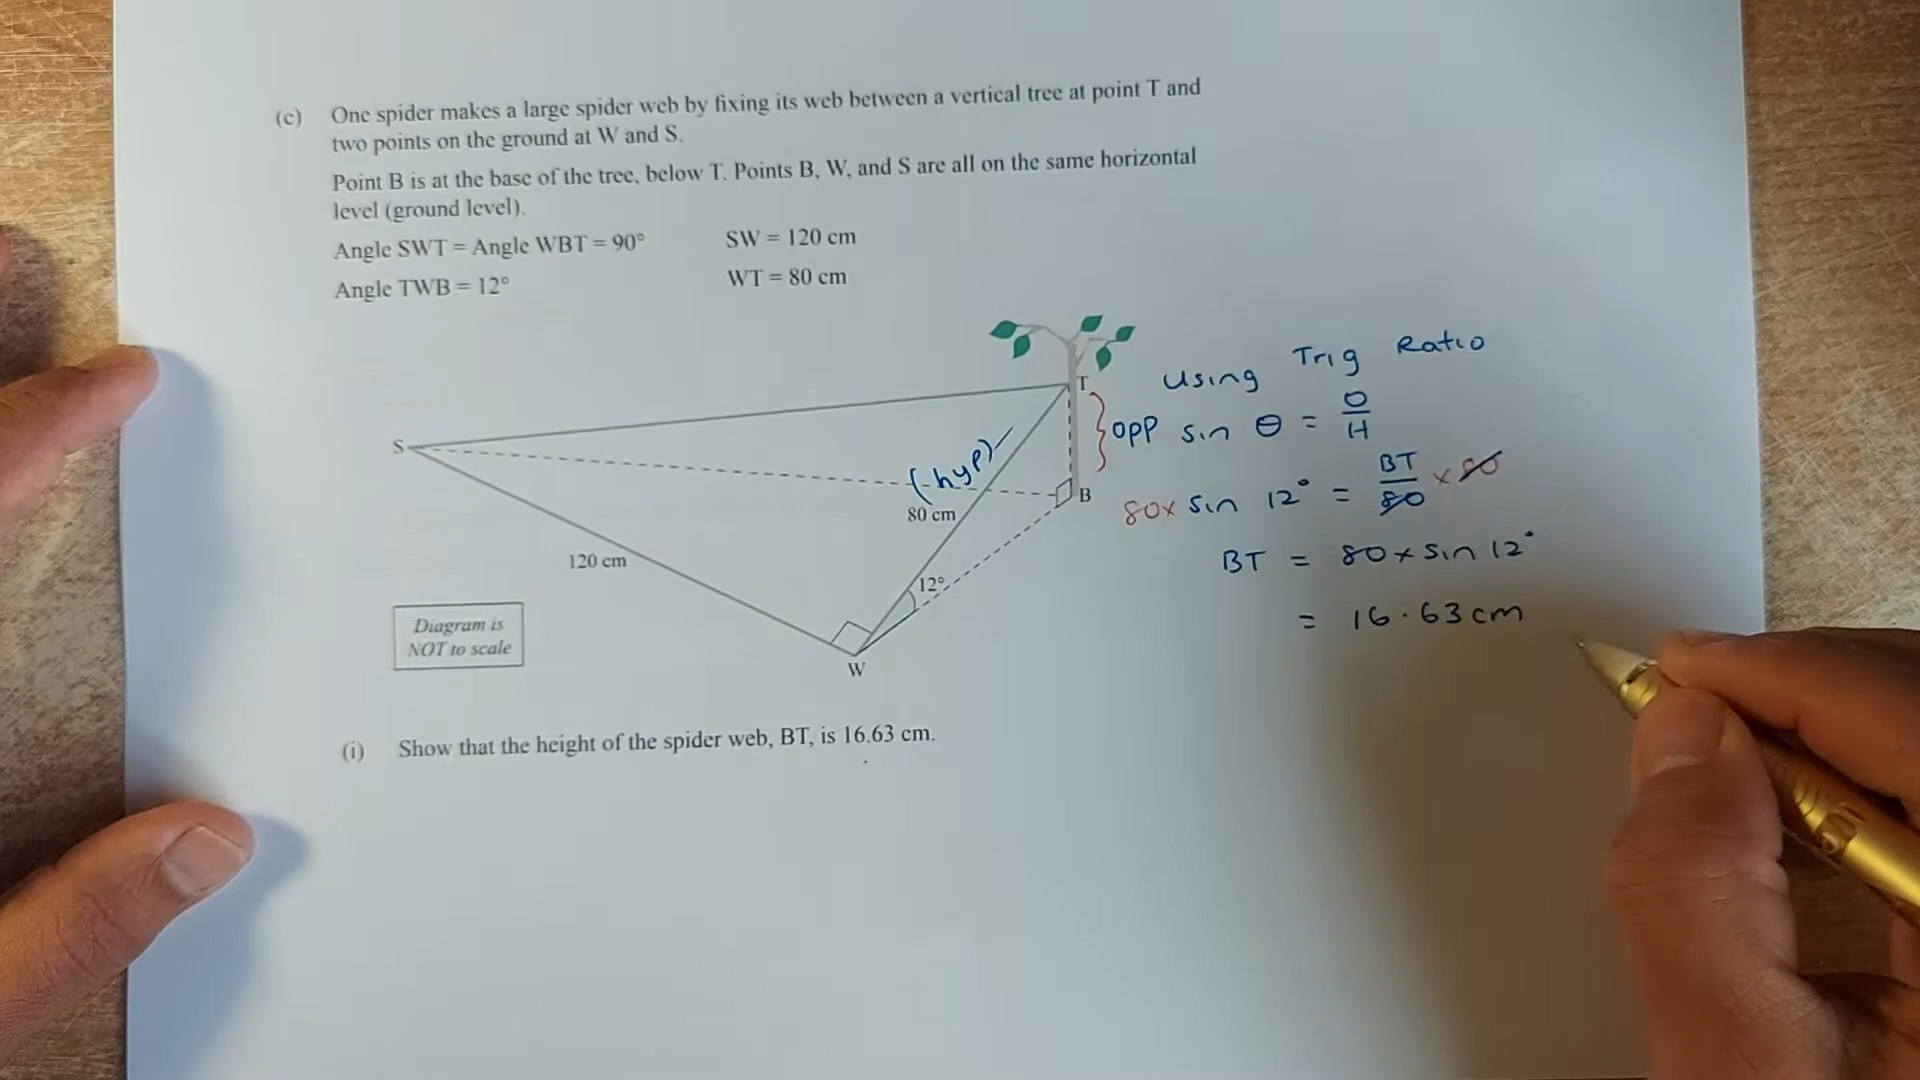 (c) One spider makes a large spider web by fixing its web between a vertical tree at point T and
two points on the ground at W and S.
Point B is at the base of the tree, below T. Points B, W, and S are all on the same horizontal
level (ground level).
Angle SWT = Angle WBT = 90° SW = 120 cm
Angle TWB = 12° WT = 80 cm
Using Trig Ratio
T
S
opp sin θ = O/H
(hyp)
80 cm
B
80× sin 12° = BT/80 × 80
120 cm
12°
BT = 80 × sin 12°
= 16.63 cm
Diagram is
NOT to scale
W
(i) Show that the height of the spider web, BT, is 16.63 cm.